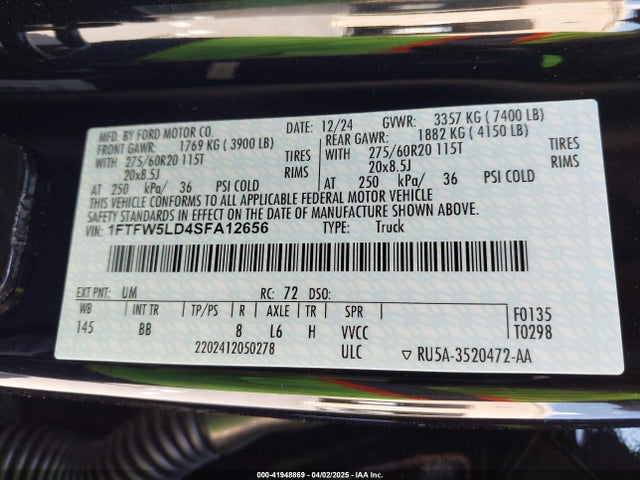 MFD. BY FORD MOTOR CO.
DATE: 12/24 GVWR: 3357 KG ( 7400 LB)
FRONT GAWR: 1769 KG ( 3900 LB)
REAR GAWR: 1882 KG ( 4150 LB)
WITH 275/60R20 115T TIRES
WITH 275/60R20 115T TIRES
20x8.5J RIMS
20x8.5J RIMS
AT 250 kPa/ 36 PSI COLD
AT 250 kPa/ 36 PSI COLD
THIS VEHICLE CONFORMS TO ALL APPLICABLE FEDERAL MOTOR VEHICLE
SAFETY STANDARDS IN EFFECT ON THE DATE OF MANUFACTURE SHOWN ABOVE.
VIN: 1FTFW5LD4SFA12656 TYPE: Truck
EXT PNT: UM RC: 72 DSO:
WB INT TR TP/PS R AXLE TR SPR F0135
145 BB 8 L6 H VVCC T0298
2202412050278 ULC ▽ RU5A-3520472-AA
000-41948869 - 04/02/2025 - IAA Inc.